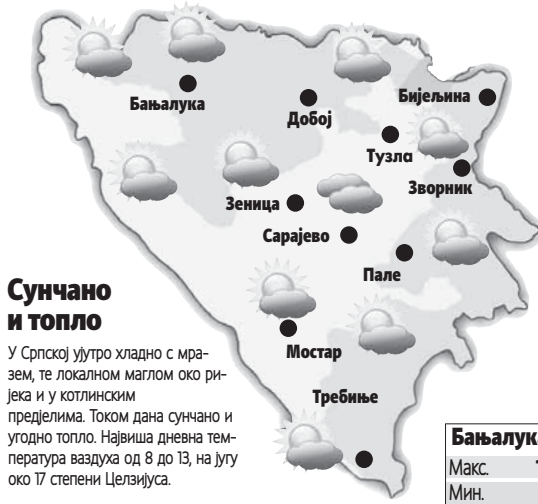 Бањалука
Добој
Бијељина
Тузла
Зворник
Зеница
Сарајево
Пале
Мостар
Требиње
Сунчано
и топло
У Српској ујутро хладно с мра-
зем, те локалном маглом око ри-
јека и у котлинским
предјелима. Током дана сунчано и
угодно топло. Највиша дневна тем-
пература ваздуха од 8 до 13, на југу
око 17 степени Целзијуса.
Бањалука
Макс.
Мин.